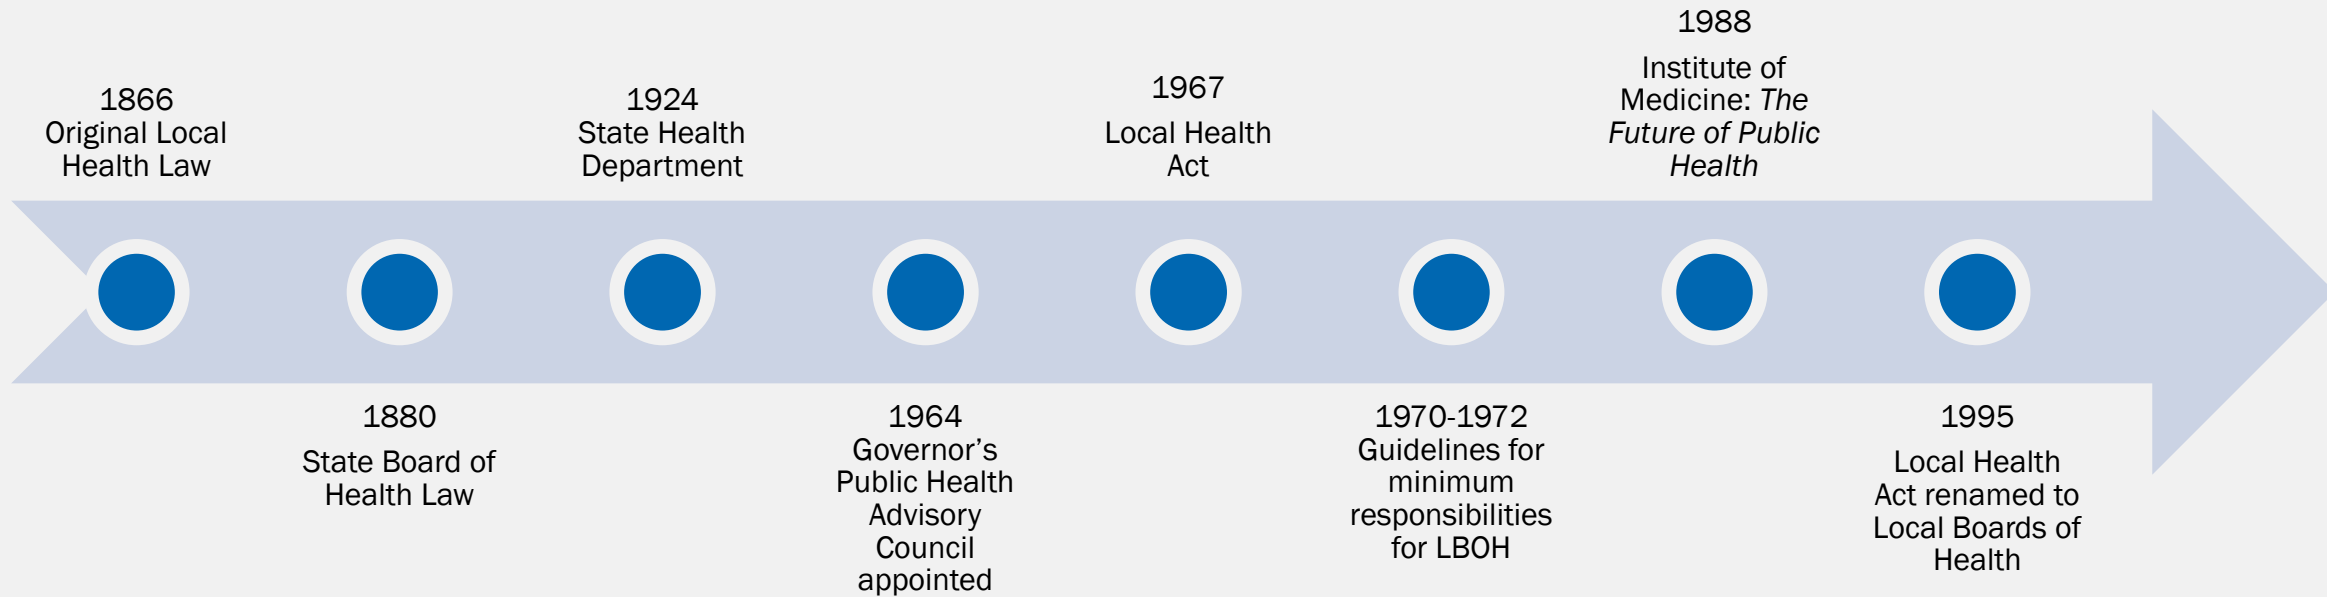 1866
Original Local
Health Law
1880
State Board of
Health Law
1924
State Health
Department
1964
Governor’s
Public Health
Advisory
Council
appointed
1967
Local Health
Act
1970-1972
Guidelines for
minimum
responsibilities
for LBOH
1988
Institute of
Medicine: The
Future of Public
Health
1995
Local Health
Act renamed to
Local Boards of
Health